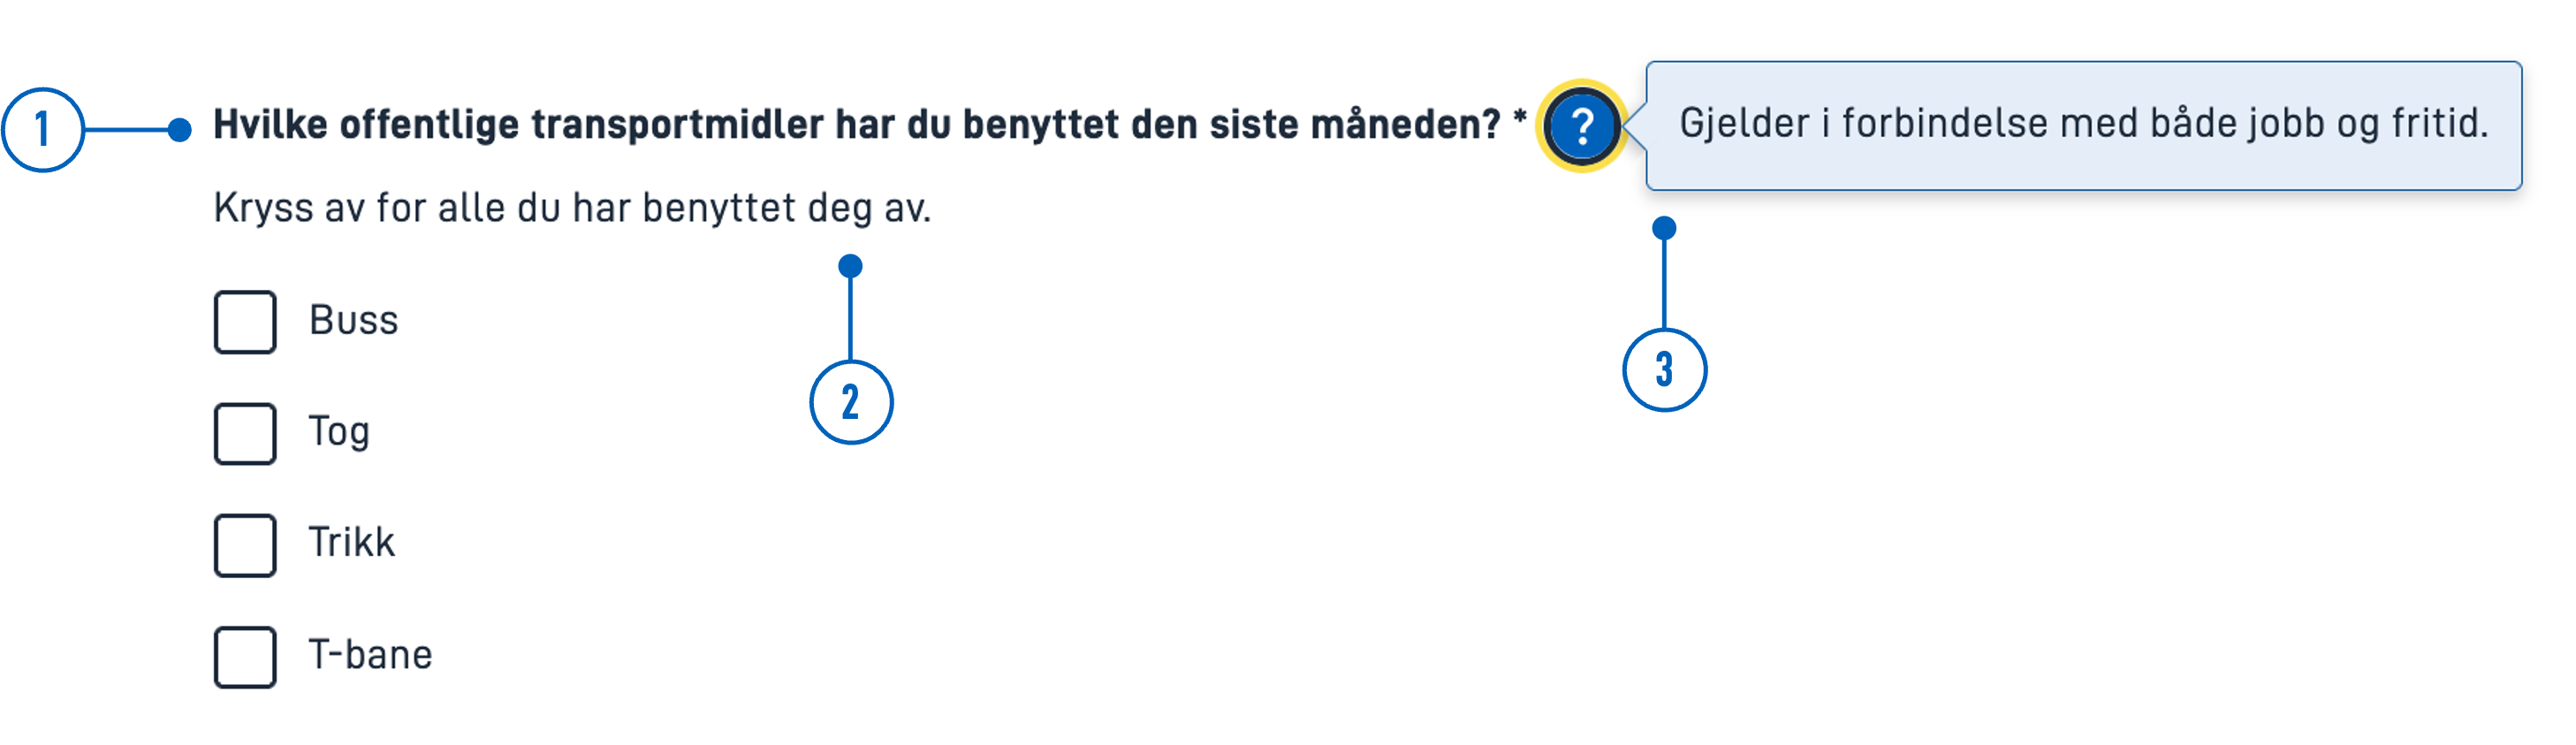 1 Hvilke offentlige transportmidler har du benyttet den siste måneden? * ? Gjelder i forbindelse med både jobb og fritid.
Kryss av for alle du har benyttet deg av.
Buss
2
3
Tog
Trikk
T-bane